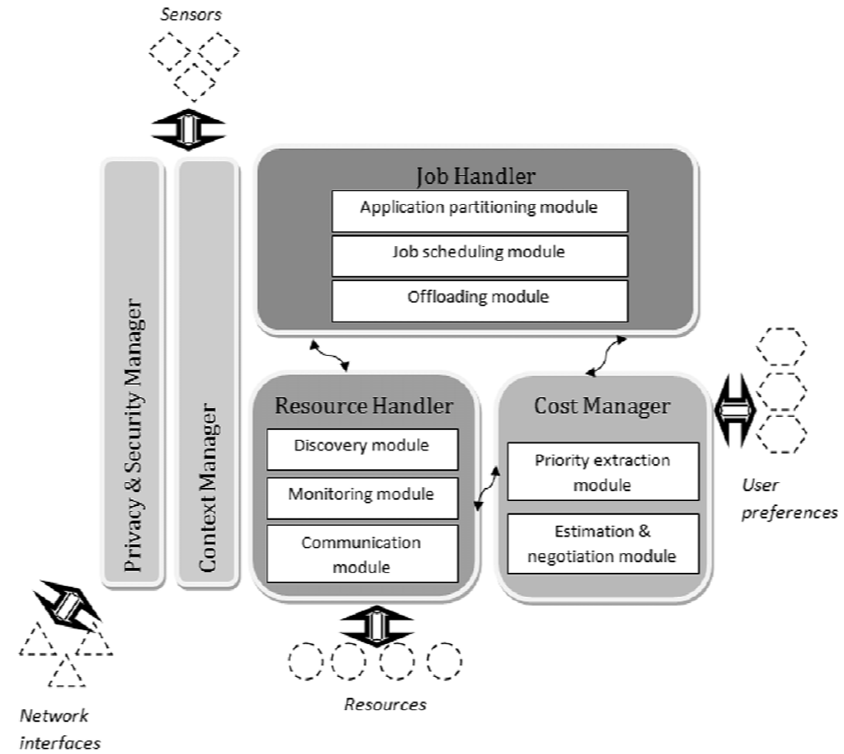 Sensors
Job Handler
Application partitioning module
Job scheduling module
Offloading module
Privacy & Security Manager
Context Manager
Resource Handler
Discovery module
Monitoring module
Communication
module
Cost Manager
Priority extraction
module
Estimation &
negotiation module
User
preferences
Resources
Network
interfaces